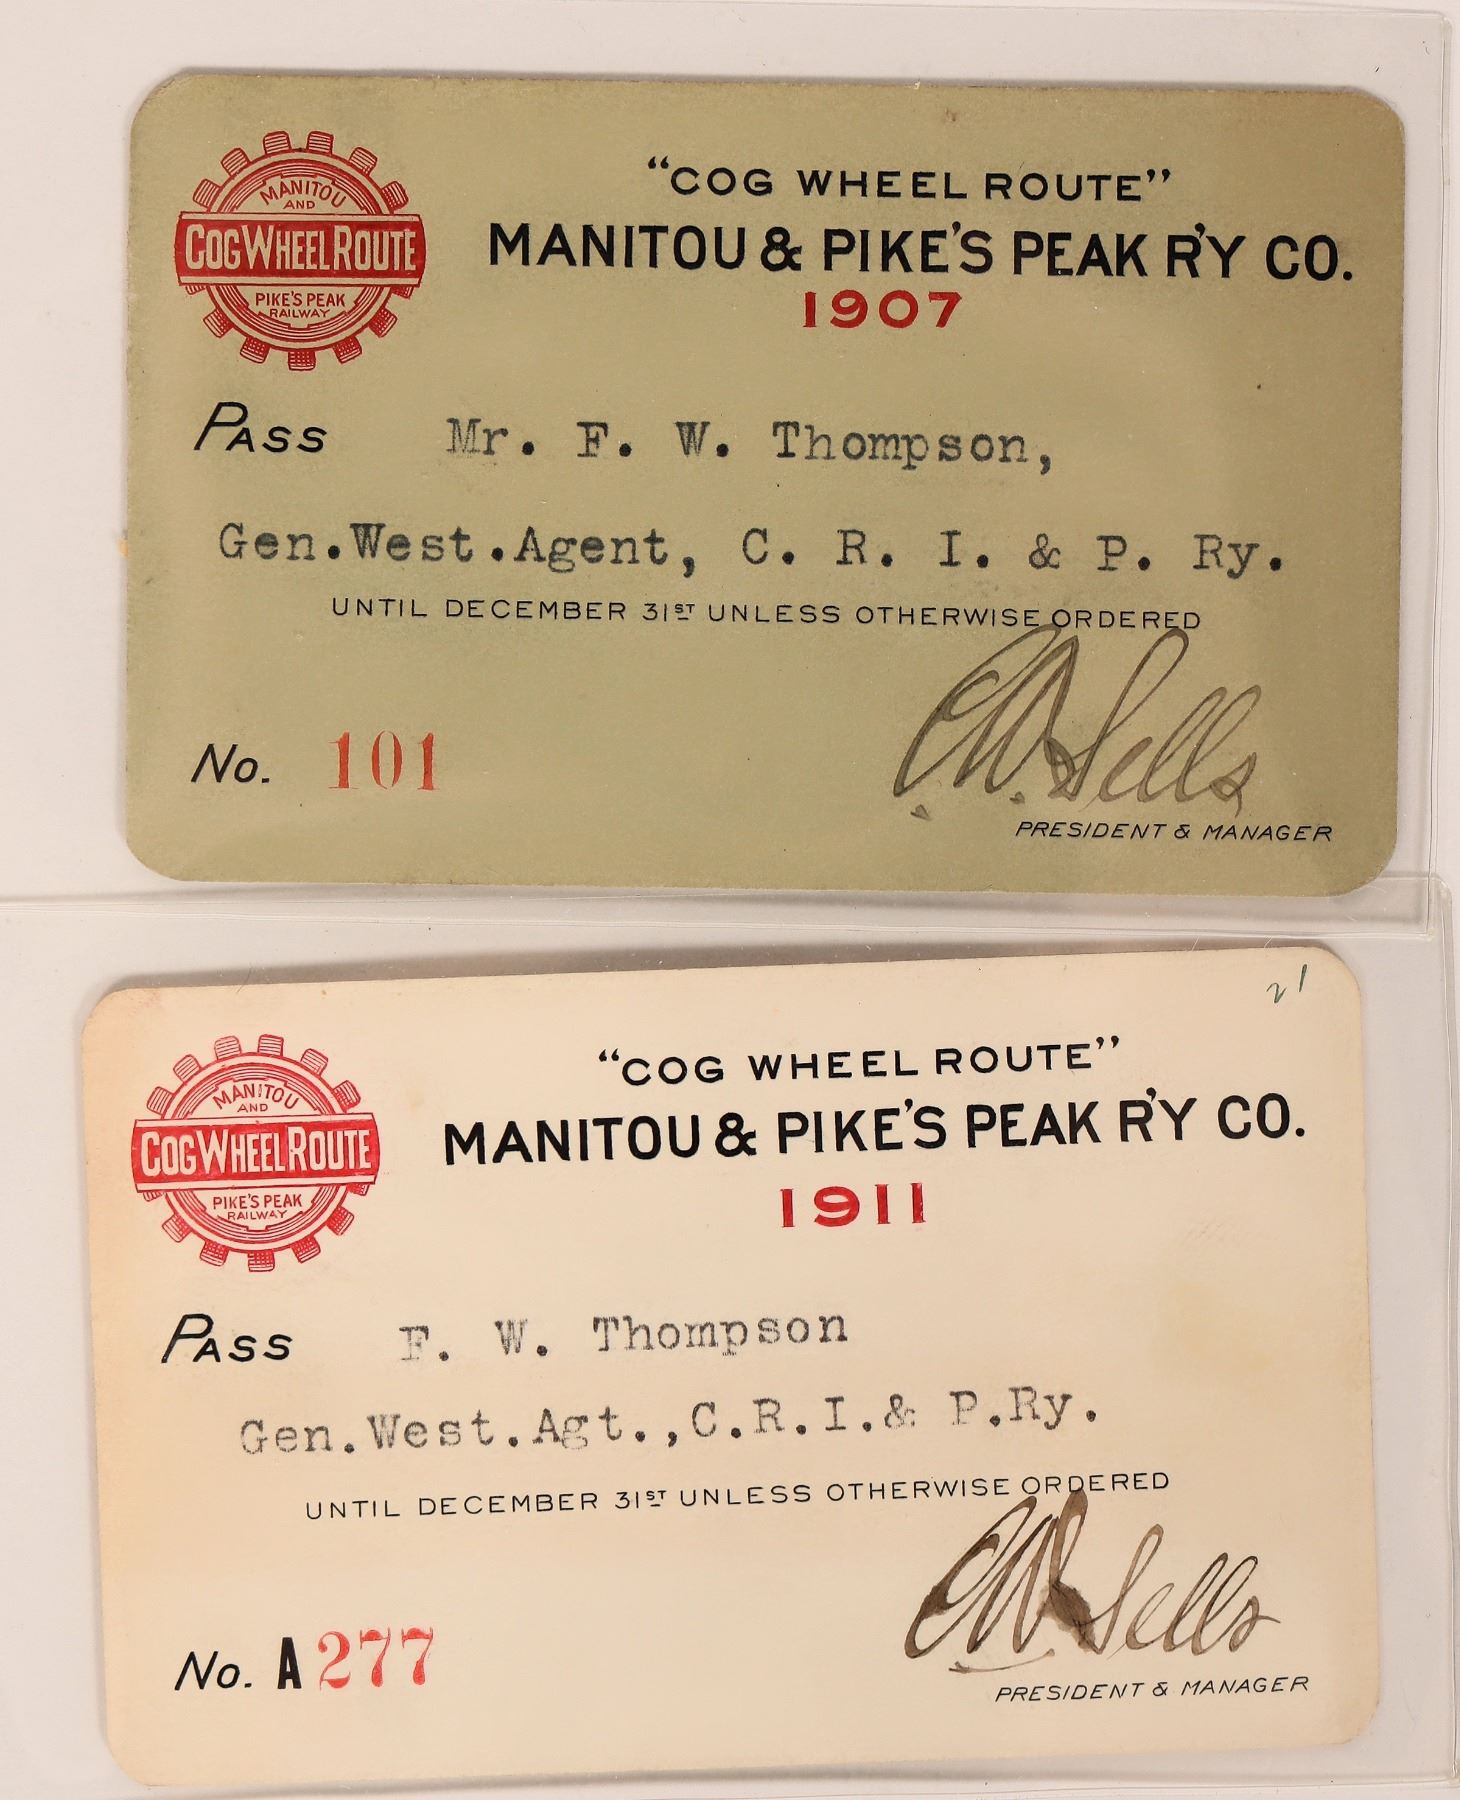 MANITOU
AND
COG WHEEL ROUTE
PIKE'S PEAK
RAILWAY
"COG WHEEL ROUTE"
MANITOU & PIKE'S PEAK R'Y CO.
1907
PASS Mr. F. W. Thompson,
Gen.West.Agent, C. R. I. & P. Ry.
UNTIL DECEMBER 31ST UNLESS OTHERWISE ORDERED
No. 101
C.W. Sells
PRESIDENT & MANAGER
21
MANITOU
AND
COG WHEEL ROUTE
PIKE'S PEAK
RAILWAY
"COG WHEEL ROUTE"
MANITOU & PIKE'S PEAK R'Y CO.
1911
PASS F. W. Thompson
Gen.West.Agt.,C.R.I.& P.Ry.
UNTIL DECEMBER 31ST UNLESS OTHERWISE ORDERED
No. A 277
C.W. Sells
PRESIDENT & MANAGER